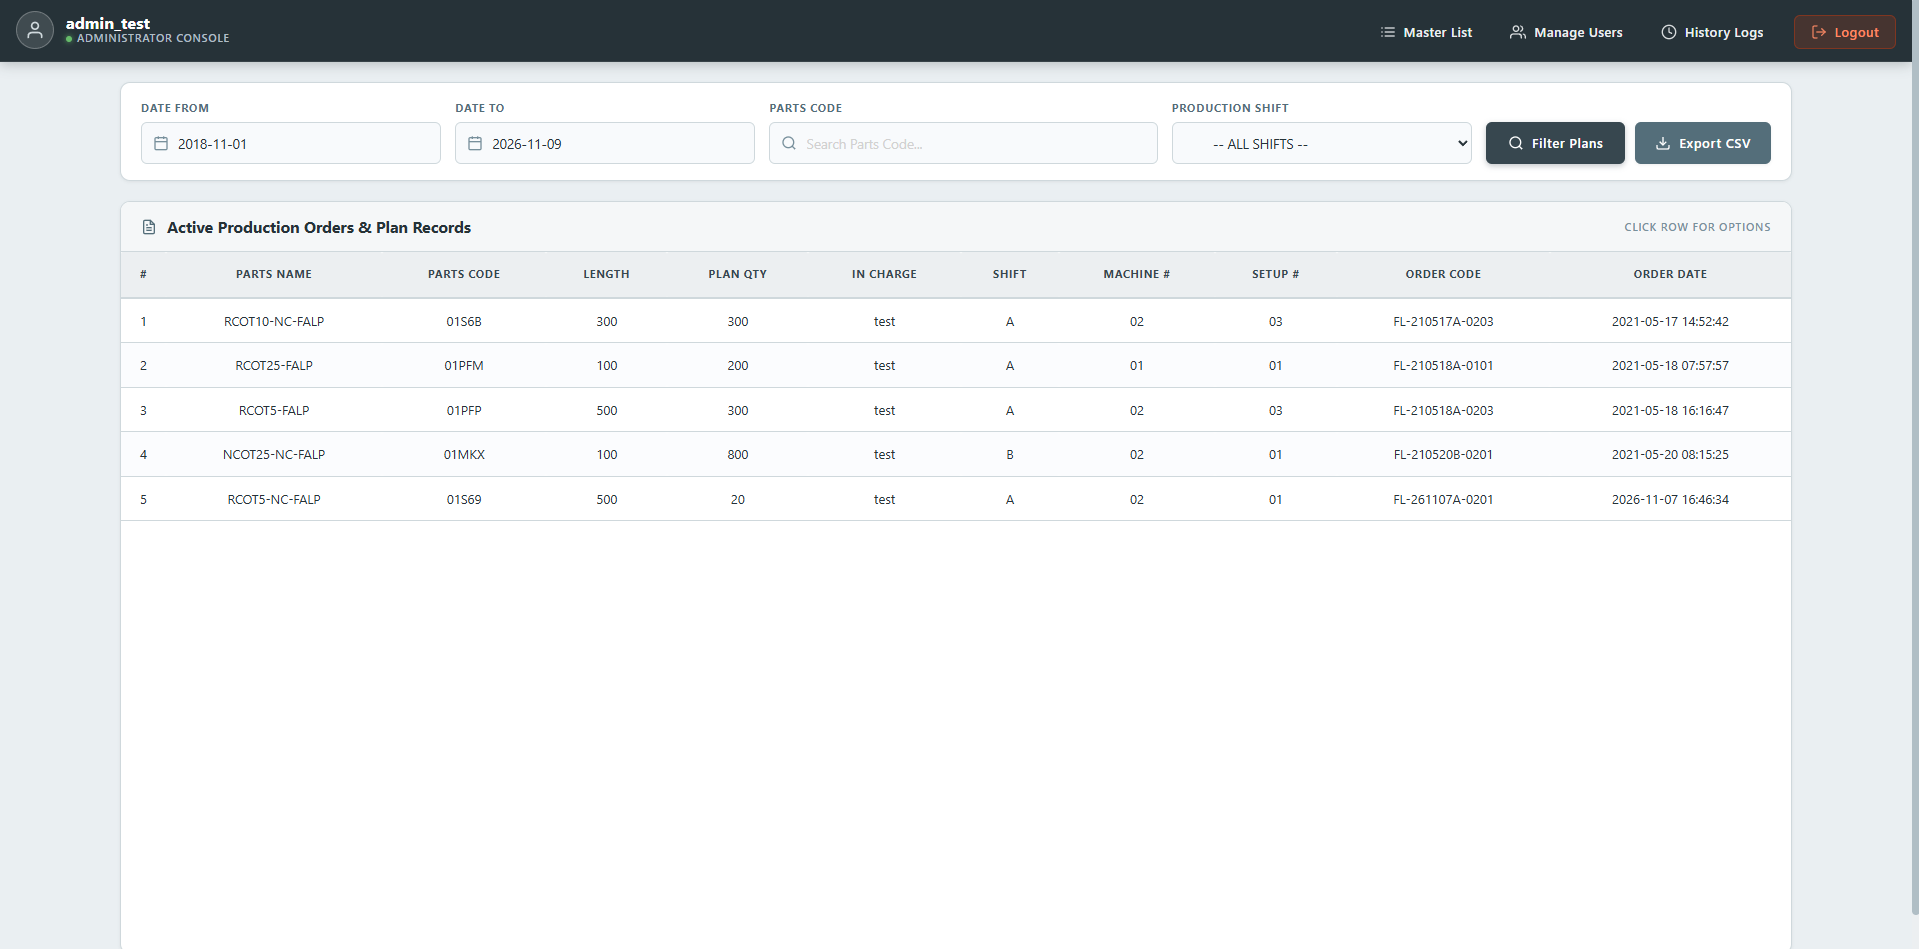 admin_test
ADMINISTRATOR CONSOLE
Master List
Manage Users
History Logs
Logout
DATE FROM
DATE TO
PARTS CODE
PRODUCTION SHIFT
2018-11-01
2026-11-09
Search Parts Code...
-- ALL SHIFTS --
Filter Plans
Export CSV
Active Production Orders & Plan Records
CLICK ROW FOR OPTIONS
# PARTS NAME PARTS CODE LENGTH PLAN QTY IN CHARGE SHIFT MACHINE # SETUP # ORDER CODE ORDER DATE
1 RCOT10-NC-FALP 01S6B 300 300 test A 02 03 FL-210517A-0203 2021-05-17 14:52:42
2 RCOT25-FALP 01PFM 100 200 test A 01 01 FL-210518A-0101 2021-05-18 07:57:57
3 RCOT5-FALP 01PFP 500 300 test A 02 03 FL-210518A-0203 2021-05-18 16:16:47
4 NCOT25-NC-FALP 01MKX 100 800 test B 02 01 FL-210520B-0201 2021-05-20 08:15:25
5 RCOT5-NC-FALP 01S69 500 20 test A 02 01 FL-261107A-0201 2026-11-07 16:46:34